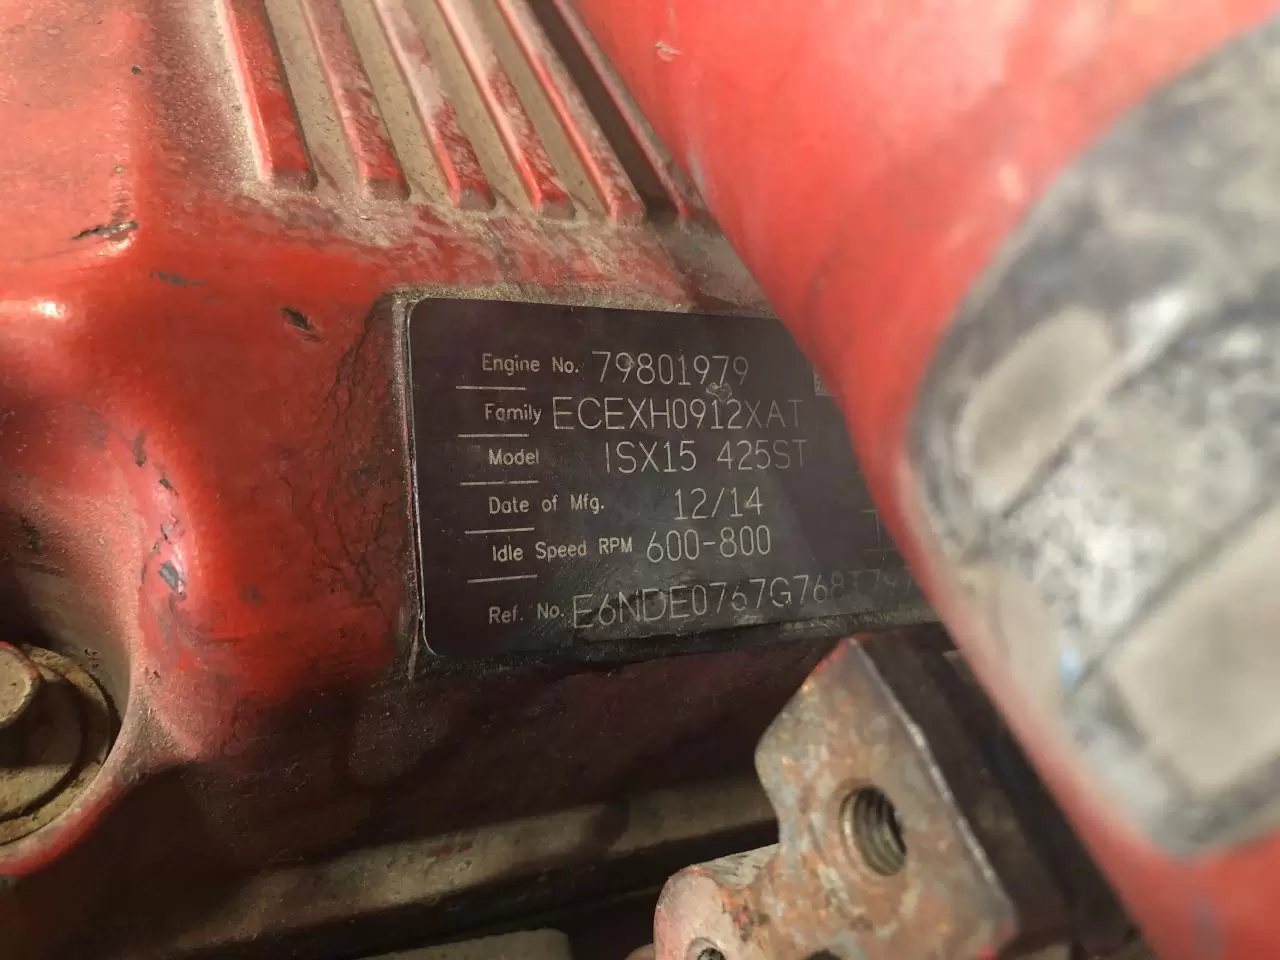 Engine No. 79801979
Family ECEXH0912XAT
Model ISX15 425ST
Date of Mfg. 12/14
Idle Speed RPM 600-800
Ref. No.